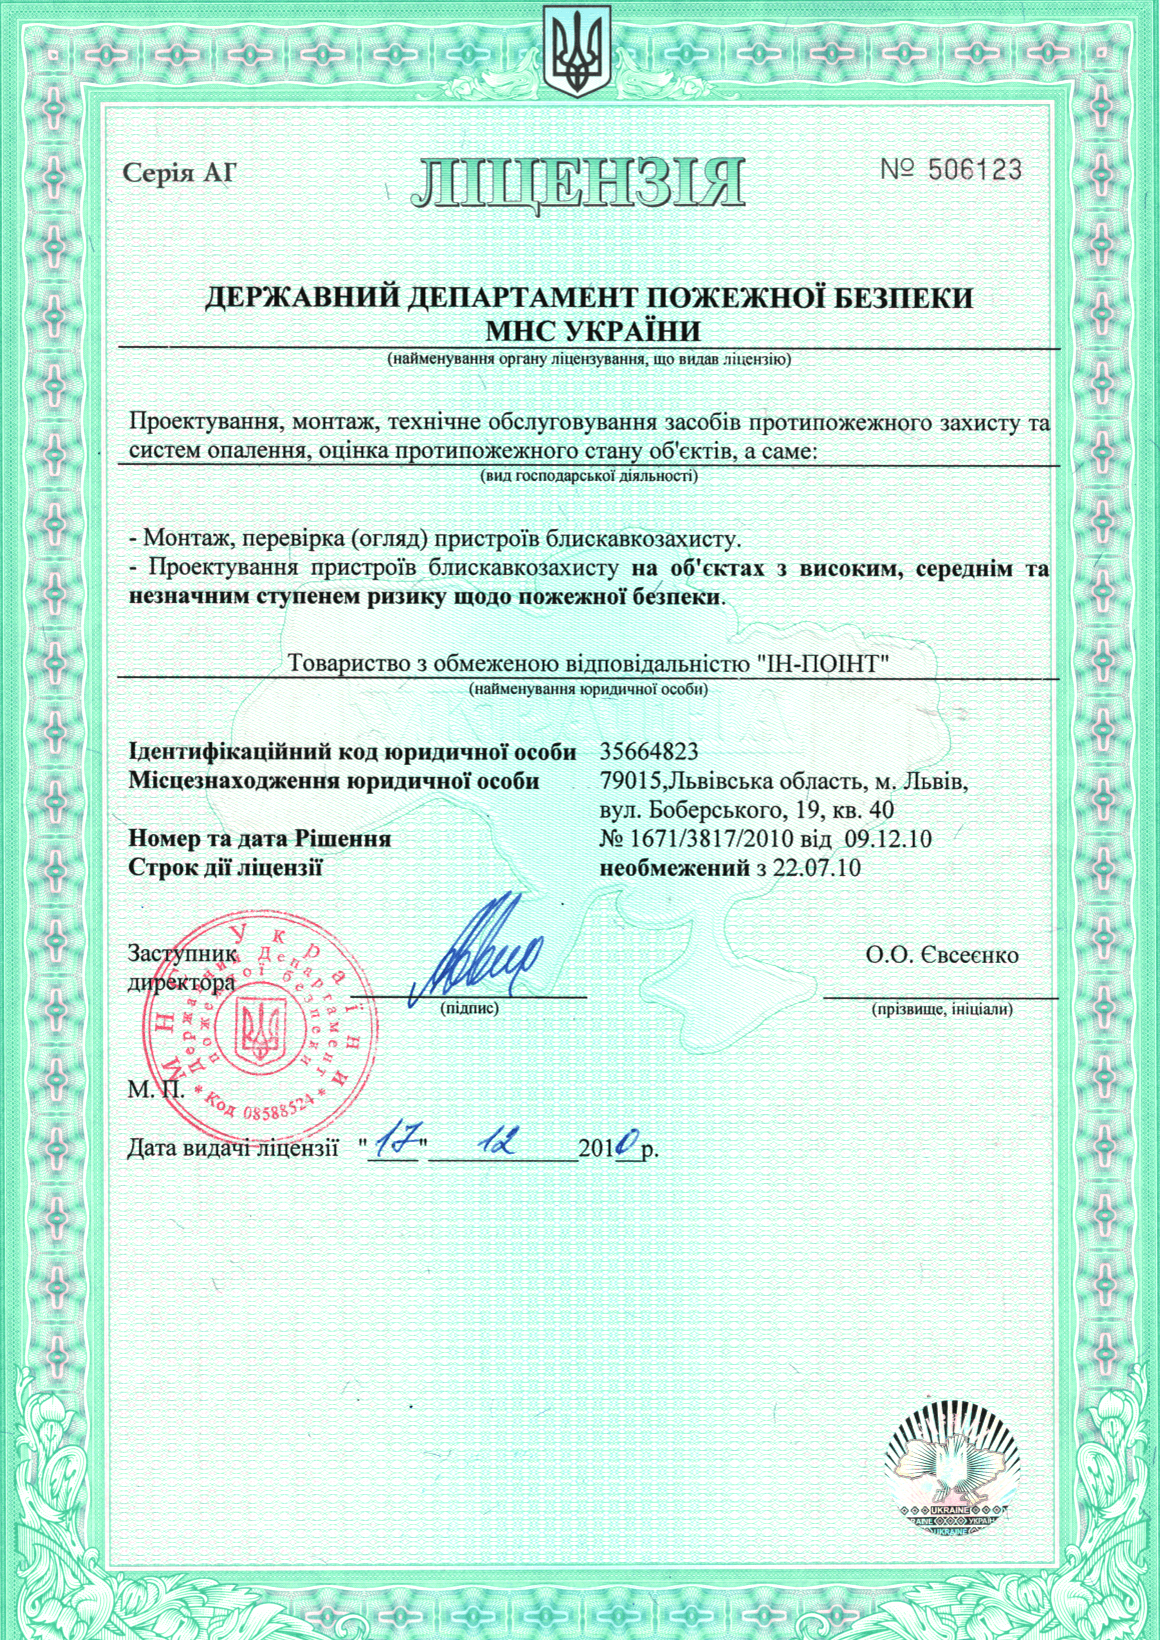 Серія АГ
ЛІЦЕНЗІЯ
№ 506123
ДЕРЖАВНИЙ ДЕПАРТАМЕНТ ПОЖЕЖНОЇ БЕЗПЕКИ
МНС УКРАЇНИ
(найменування органу ліцензування, що видав ліцензію)
Проектування, монтаж, технічне обслуговування засобів протипожежного захисту та
систем опалення, оцінка протипожежного стану об'єктів, а саме:
(вид господарської діяльності)
- Монтаж, перевірка (огляд) пристроїв блискавкозахисту.
- Проектування пристроїв блискавкозахисту на об'єктах з високим, середнім та
незначним ступенем ризику щодо пожежної безпеки.
Товариство з обмеженою відповідальністю "ІН-ПОІНТ"
(найменування юридичної особи)
Ідентифікаційний код юридичної особи 35664823
Місцезнаходження юридичної особи 79015,Львівська область, м. Львів,
вул. Боберського, 19, кв. 40
Номер та дата Рішення № 1671/3817/2010 від 09.12.10
Строк дії ліцензії необмежений з 22.07.10
Заступник
директора
О.О. Євсеєнко
(підпис)
(прізвище, ініціали)
МНС України
Державний Департамент
пожежної безпеки
* Код 08588524 *
М. П.
Дата видачі ліцензії "17" 12 2010 р.
UKRAINE
RAINE УКРАЇН
UKRAINE